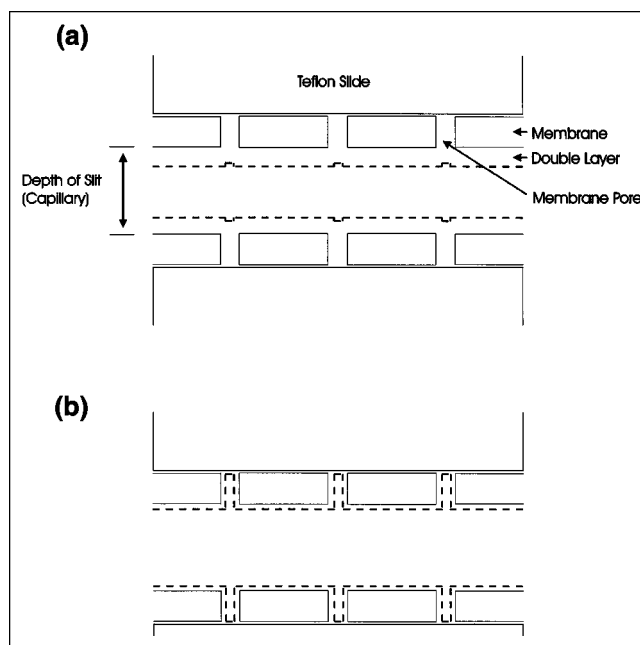 (a)
Teflon Slide
Membrane
Double Layer
Depth of Slit
(Capillary)
Membrane Pore
(b)